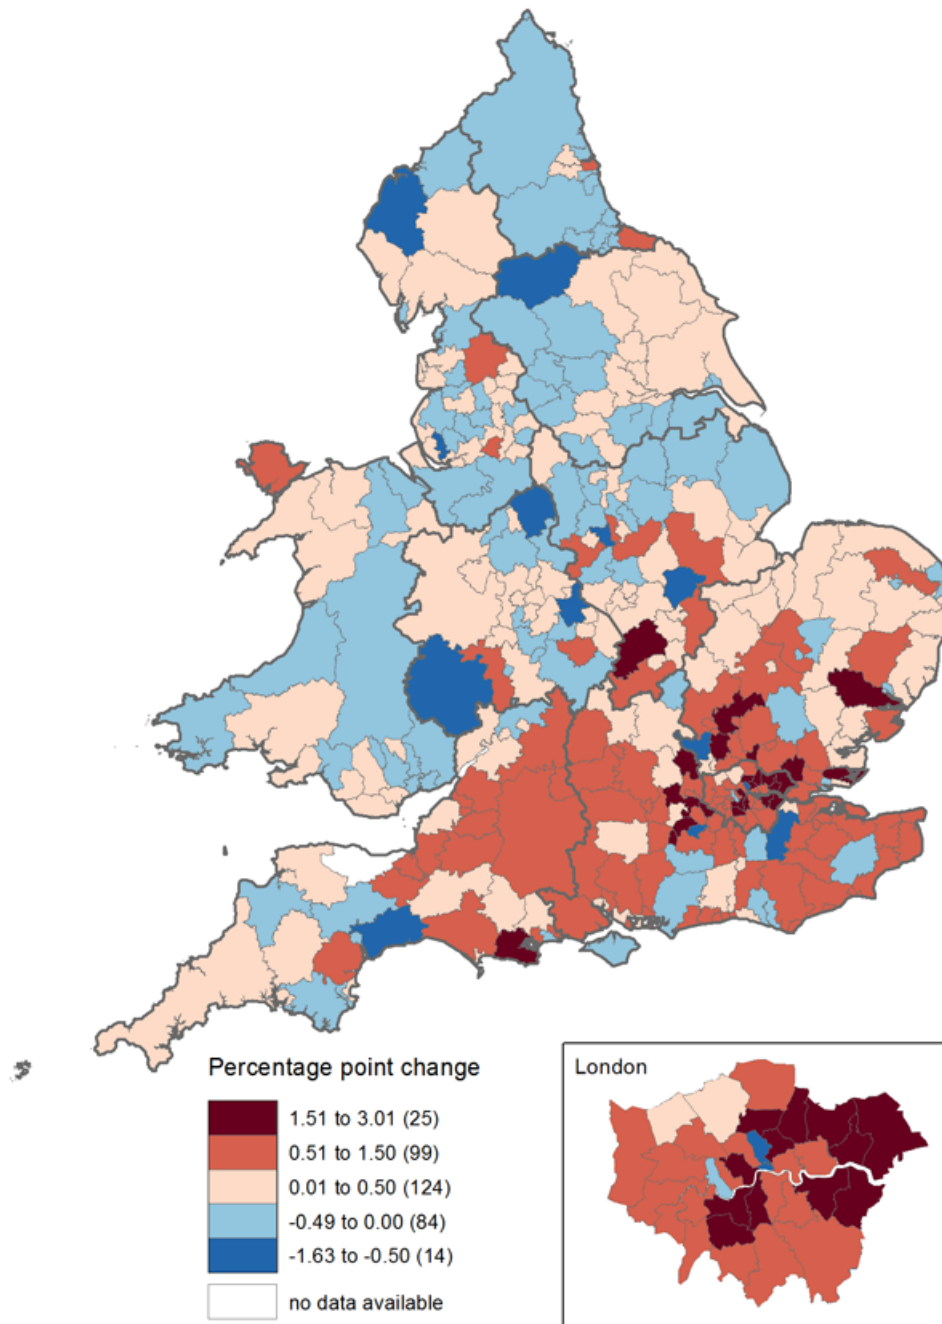 Percentage point change
1.51 to 3.01 (25)
0.51 to 1.50 (99)
0.01 to 0.50 (124)
-0.49 to 0.00 (84)
-1.63 to -0.50 (14)
no data available
London